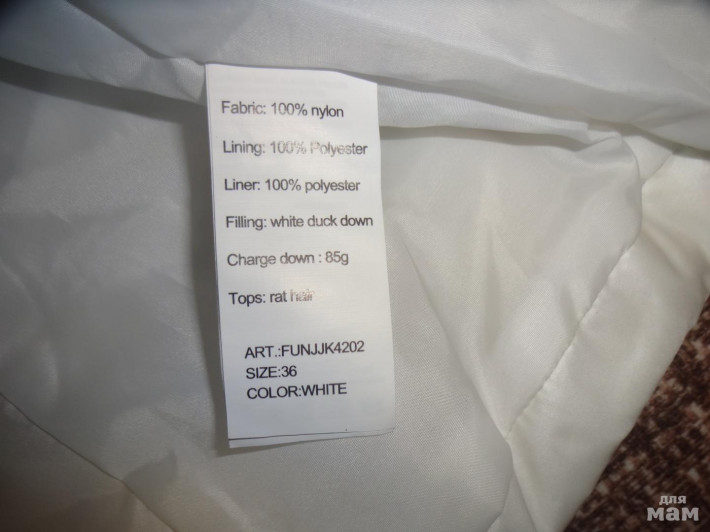 Fabric: 100% nylon
Lining: 100% Polyester
Liner: 100% polyester
Filling: white duck down
Charge down : 85g
Tops: rat hair
ART.:FUNJJK4202
SIZE:36
COLOR:WHITE
для
мам